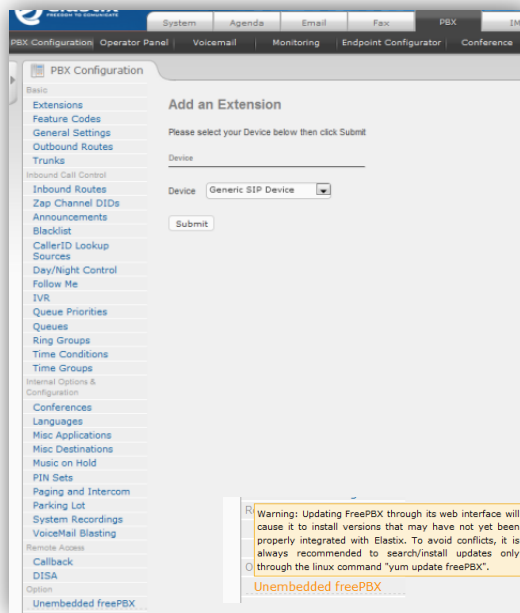 Elastix
FREEDOM TO COMMUNICATE
System Agenda Email Fax PBX IM
PBX Configuration Operator Panel Voicemail Monitoring Endpoint Configurator Conference
PBX Configuration
Basic
Extensions
Feature Codes
General Settings
Outbound Routes
Trunks
Inbound Call Control
Inbound Routes
Zap Channel DIDs
Announcements
Blacklist
CallerID Lookup
Sources
Day/Night Control
Follow Me
IVR
Queue Priorities
Queues
Ring Groups
Time Conditions
Time Groups
Internal Options &
Configuration
Conferences
Languages
Misc Applications
Misc Destinations
Music on Hold
PIN Sets
Paging and Intercom
Parking Lot
System Recordings
VoiceMail Blasting
Remote Access
Callback
DISA
Option
Unembedded freePBX
Add an Extension
Please select your Device below then click Submit
Device
Device Generic SIP Device
Submit
Warning: Updating FreePBX through its web interface will
cause it to install versions that may have not yet been
properly integrated with Elastix. To avoid conflicts, it is
always recommended to search/install updates only
through the linux command "yum update freePBX".
Unembedded freePBX